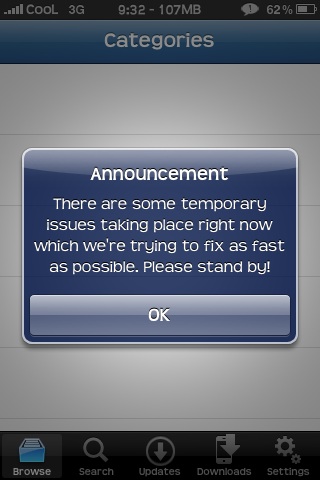 CooL 3G 9:32 - 107MB 62%
Categories
Announcement
There are some temporary
issues taking place right now
which we're trying to fix as fast
as possible. Please stand by!
OK
Browse Search Updates Downloads Settings